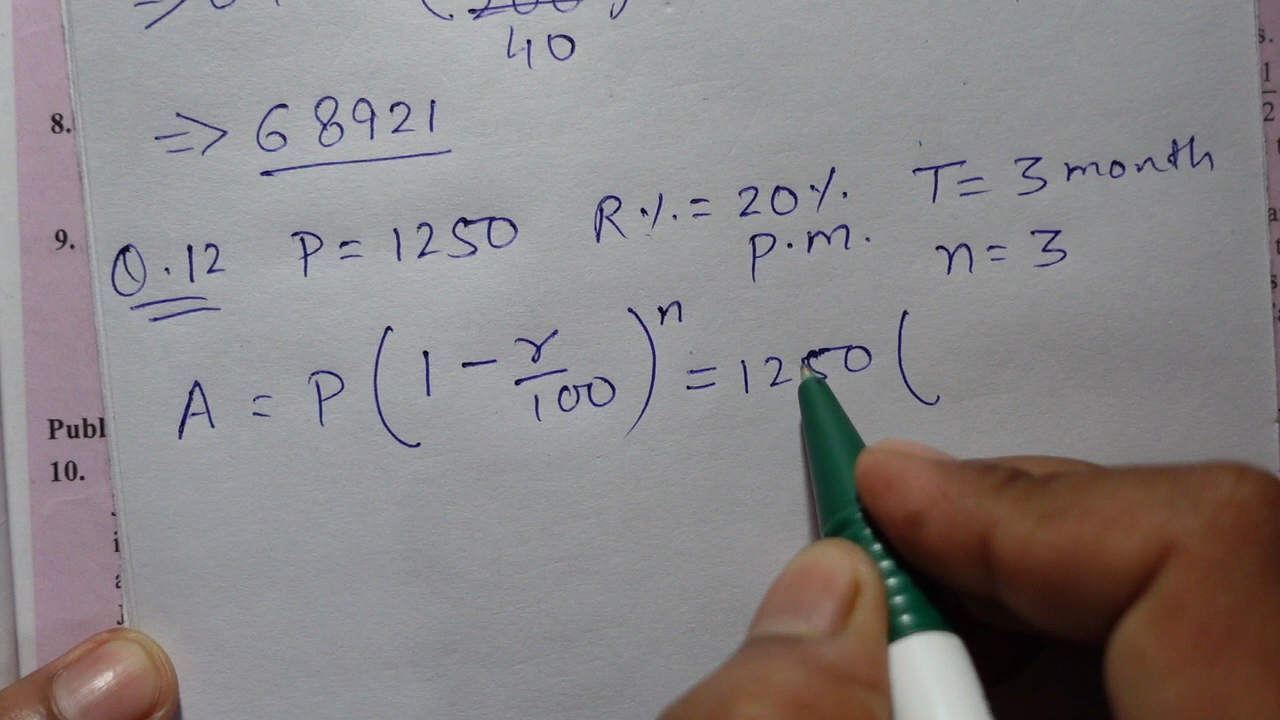 40
8.
⇒ 68921
9.
Q.12 P = 1250 R%. = 20%. p.m. T = 3 month n = 3
A = P(1 - r/100)^n = 1250(
Publ
10.